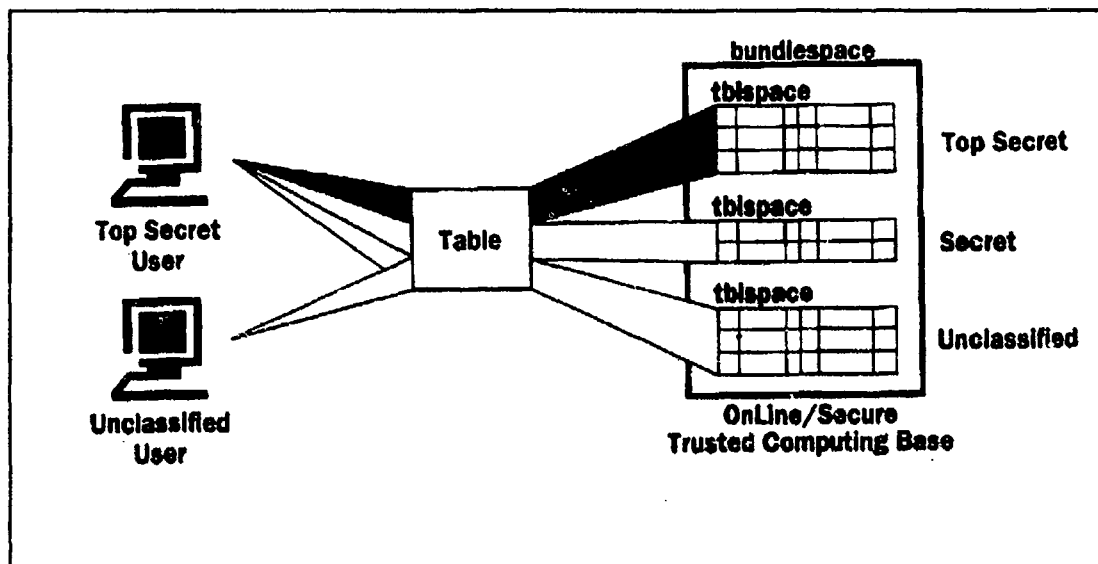 bundlespace
tblspace
Top Secret
Top Secret
User
Table
tblspace
Secret
tblspace
Unclassified
Unclassified
User
OnLine/Secure
Trusted Computing Base